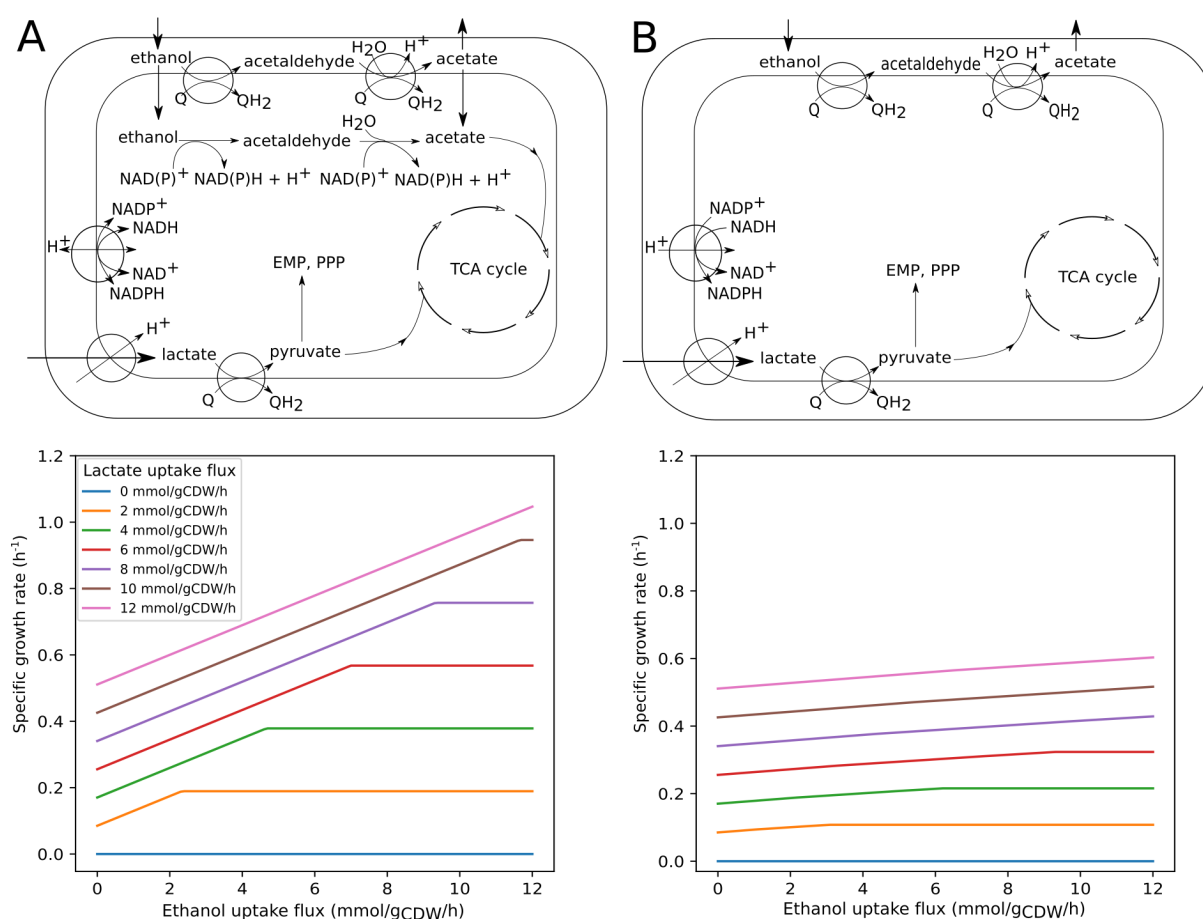 A
ethanol acetaldehyde H2O H+ acetate
Q QH2 Q QH2
ethanol acetaldehyde H2O acetate
NAD(P)+ NAD(P)H + H+ NAD(P)+ NAD(P)H + H+
NADP+
NADH
H+
NAD+
NADPH
EMP, PPP
TCA cycle
H+
lactate pyruvate
Q QH2
B
ethanol acetaldehyde H2O H+ acetate
Q QH2 Q QH2
NADP+
NADH
H+
NAD+
NADPH
EMP, PPP
TCA cycle
H+
lactate pyruvate
Q QH2
Specific growth rate (h-1)
1.2
1.0
0.8
0.6
0.4
0.2
0.0
Lactate uptake flux
0 mmol/gCDW/h
2 mmol/gCDW/h
4 mmol/gCDW/h
6 mmol/gCDW/h
8 mmol/gCDW/h
10 mmol/gCDW/h
12 mmol/gCDW/h
0 2 4 6 8 10 12
Ethanol uptake flux (mmol/gCDW/h)
Specific growth rate (h-1)
1.2
1.0
0.8
0.6
0.4
0.2
0.0
0 2 4 6 8 10 12
Ethanol uptake flux (mmol/gCDW/h)